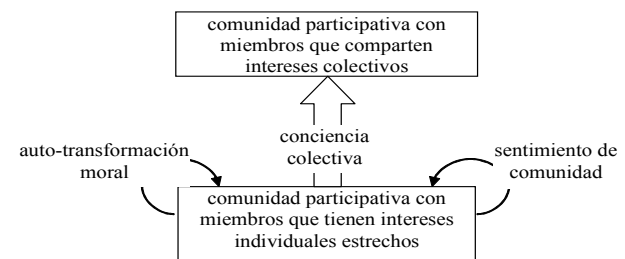 comunidad participativa con
miembros que comparten
intereses colectivos
conciencia
colectiva
auto-transformación
moral
sentimiento de
comunidad
comunidad participativa con
miembros que tienen intereses
individuales estrechos